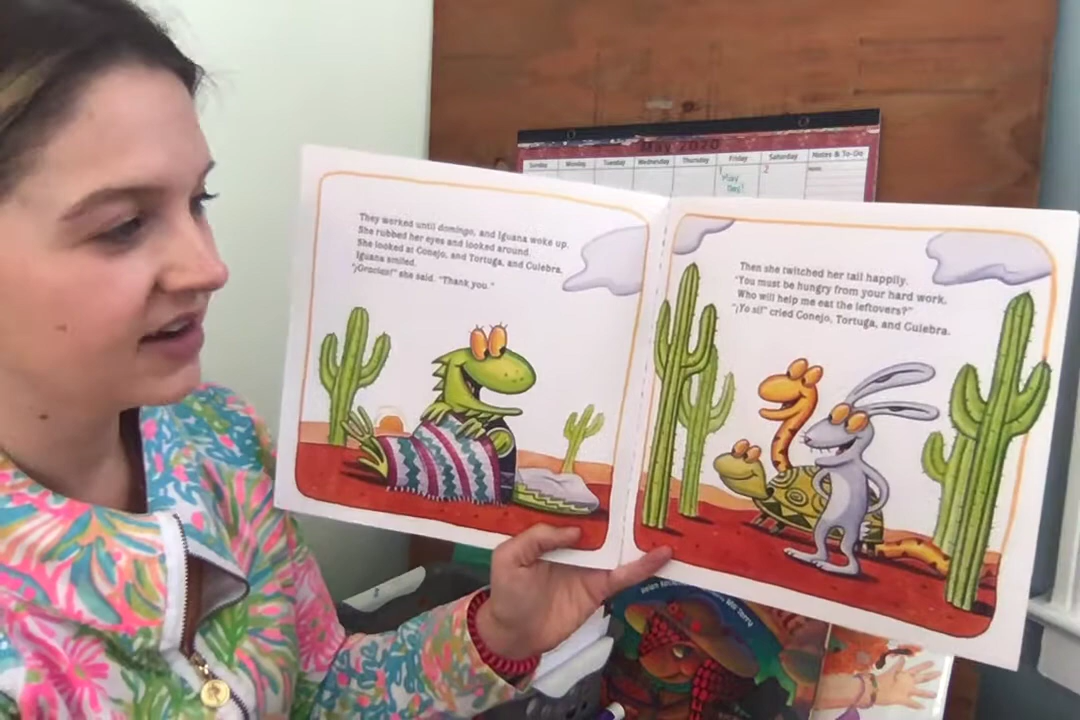 May 2020
Sunday Monday Tuesday Wednesday Thursday Friday Saturday Notes & To-Do
1 2
May
Day!
They worked until domingo, and Iguana woke up.
She rubbed her eyes and looked around.
She looked at Conejo, and Tortuga, and Culebra.
Iguana smiled.
"¡Gracias!" she said. "Thank you."
Then she twitched her tail happily.
"You must be hungry from your hard work.
Who will help me eat the leftovers?"
"¡Yo sí!" cried Conejo, Tortuga, and Culebra.